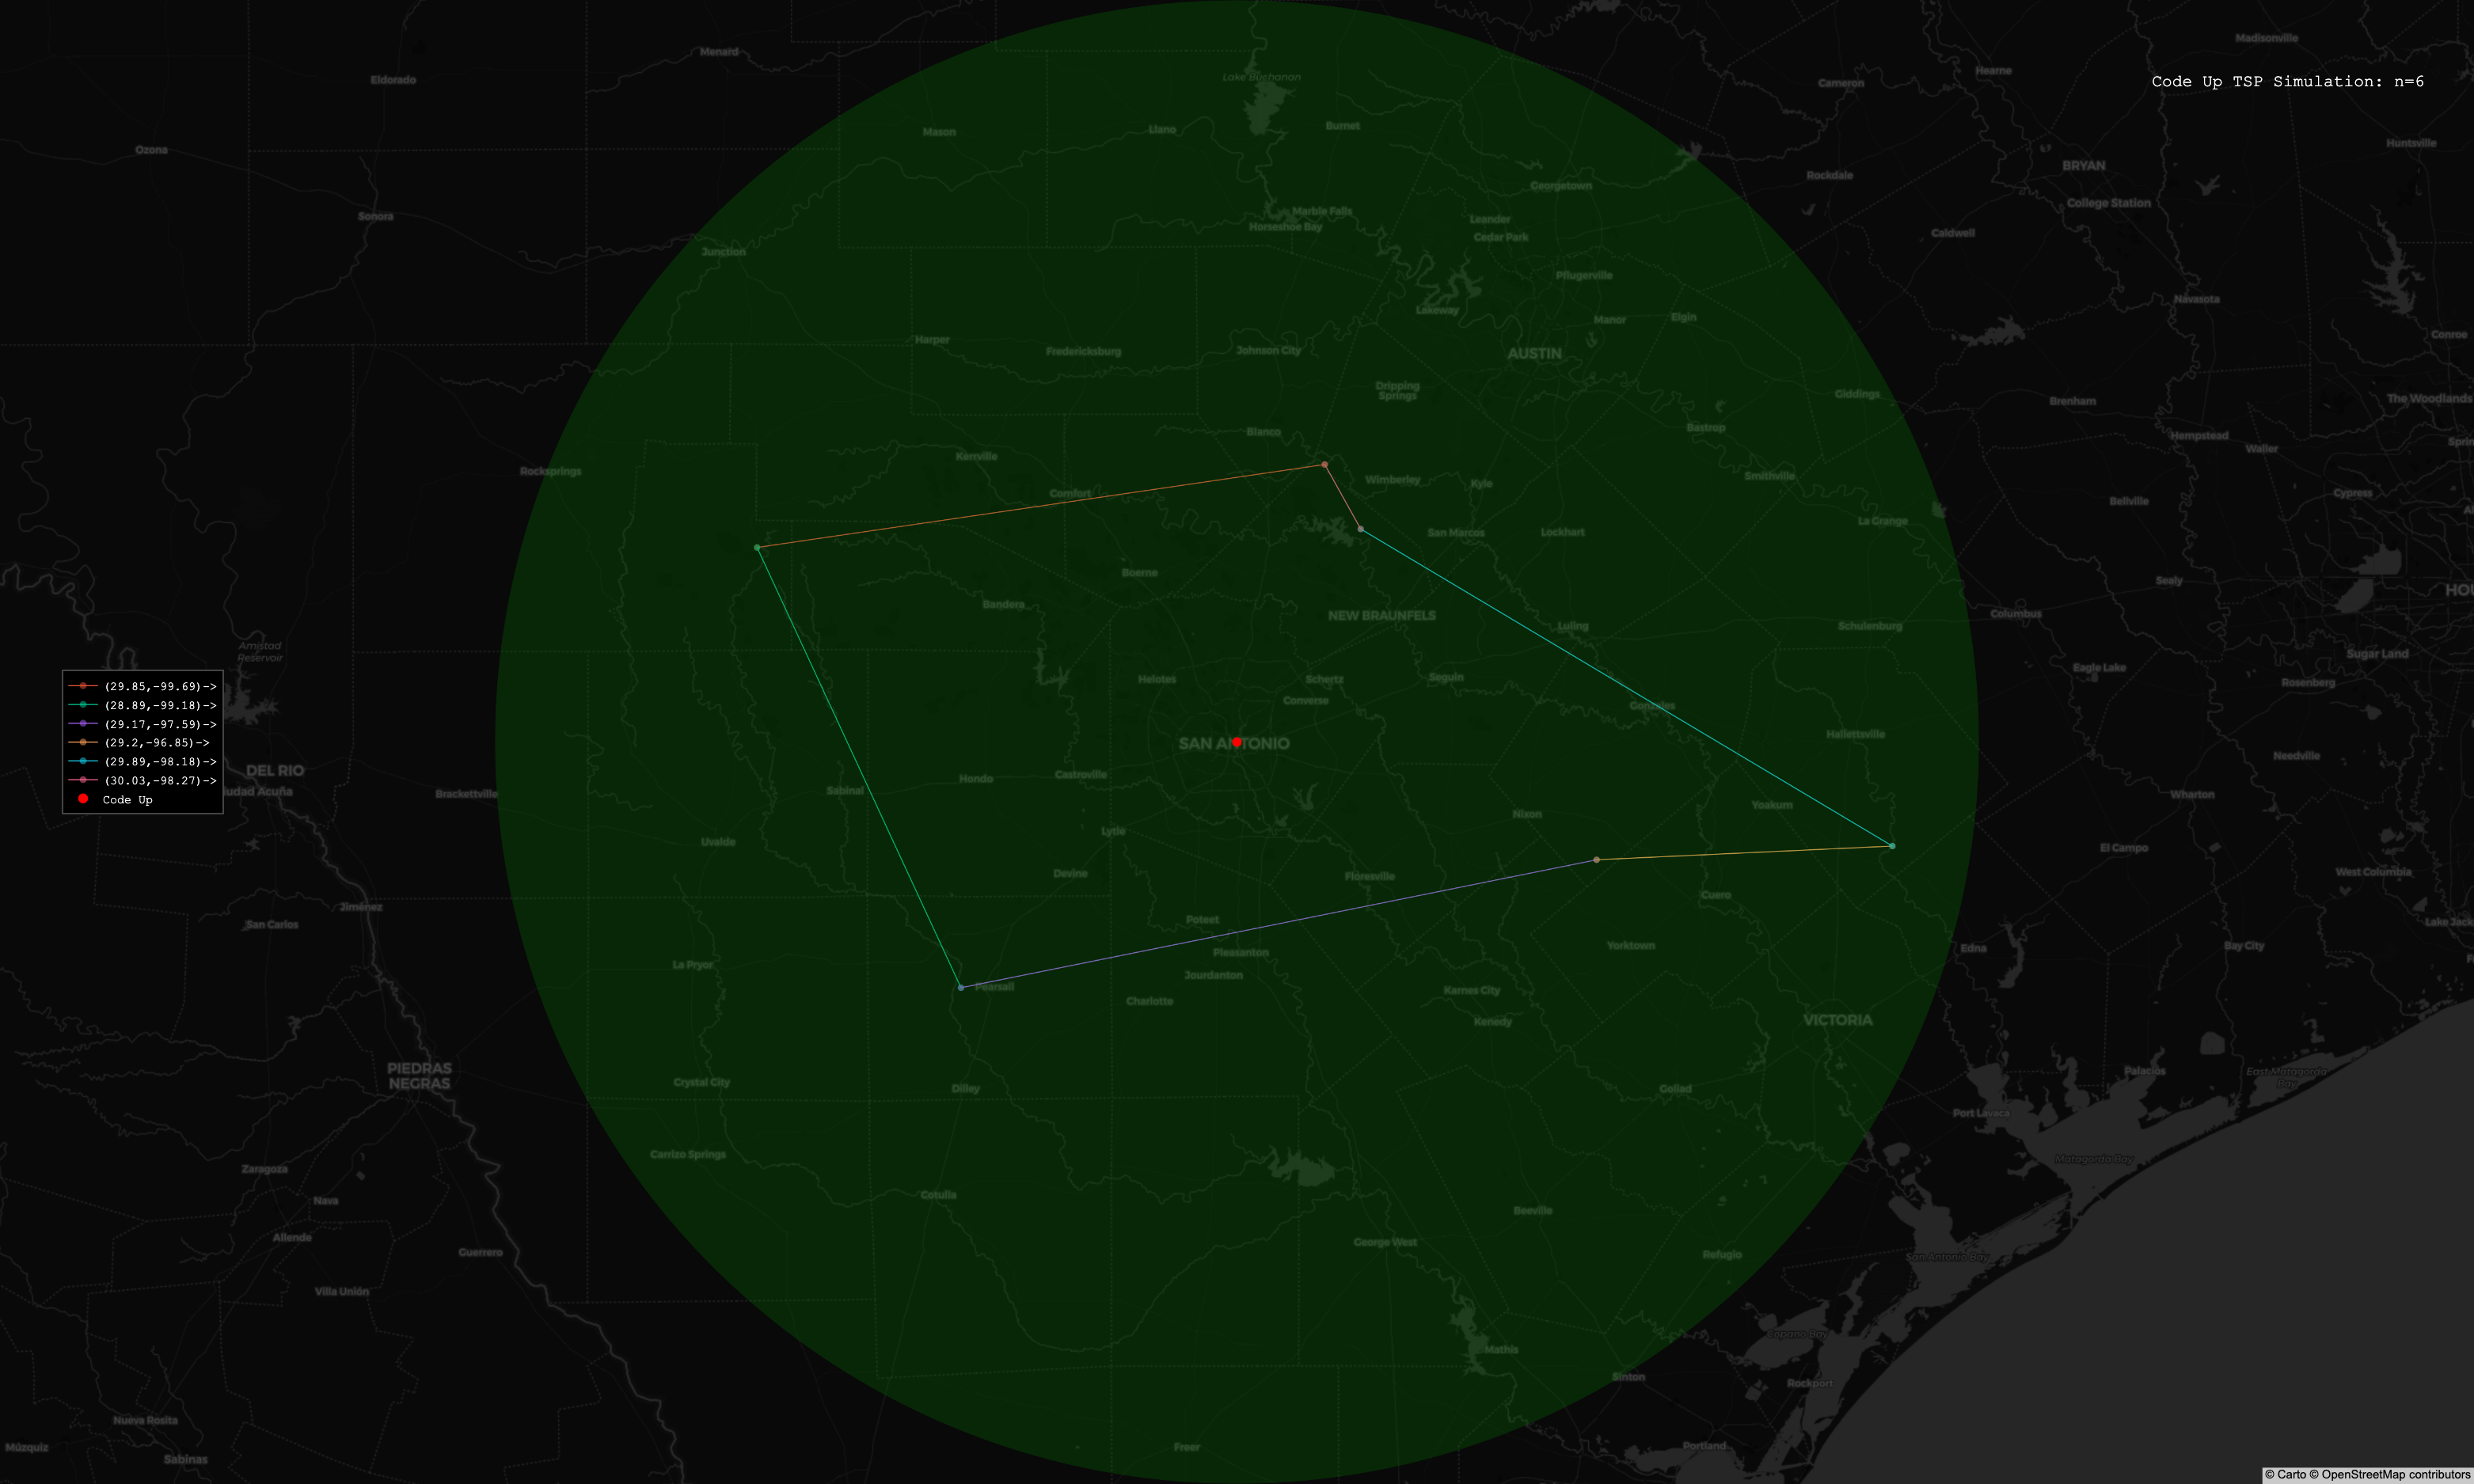 Menard
Madisonville
Eldorado
Lake Buchanan
Hearne
Cameron
Code Up TSP Simulation: n=6
Mason
Llano
Burnet
Huntsville
Ozona
BRYAN
Rockdale
Georgetown
College Station
Sonora
Marble Falls
Leander
Horseshoe Bay
Cedar Park
Caldwell
Junction
Pflugerville
Navasota
Lakeway
Manor
Elgin
Conroe
Harper
Fredericksburg
Johnson City
AUSTIN
Dripping
Springs
Giddings
Brenham
The Woodlands
Blanco
Bastrop
Hempstead
Waller
Sprin
Kerrville
Rocksprings
Wimberley
Kyle
Smithville
Comfort
Cypress
Bellville
La Grange
San Marcos
Lockhart
Boerne
Sealy
HOU
Bandera
NEW BRAUNFELS
Columbus
Luling
Schulenburg
Amistad
Reservoir
Sugar Land
Eagle Lake
Helotes
Schertz
Seguin
Rosenberg
(29.85,-99.69)->
(28.89,-99.18)->
(29.17,-97.59)->
(29.2,-96.85)->
(29.89,-98.18)->
(30.03,-98.27)->
Code Up
Converse
Gonzales
Hallettsville
SAN ANTONIO
Needville
DEL RIO
Castroville
Hondo
udad Acuña
Brackettville
Sabinal
Wharton
Yoakum
Nixon
Lytle
Uvalde
El Campo
Devine
Floresville
West Columbia
Cuero
Jiménez
San Carlos
Poteet
Lake Jack
Yorktown
Bay City
Edna
Pleasanton
La Pryor
Jourdanton
Pearsall
Karnes City
Charlotte
Kenedy
VICTORIA
PIEDRAS
NEGRAS
Palacios
East Matagorda
Bay
Crystal City
Dilley
Goliad
Port Lavaca
Carrizo Springs
Matagorda Bay
Zaragoza
Nava
Cotulla
Beeville
Allende
George West
Guerrero
Refugio
San Antonio Bay
Villa Unión
Copano Bay
Mathis
Sinton
Rockport
Nueva Rosita
Múzquiz
Freer
Portland
Sabinas
© Carto © OpenStreetMap contributors